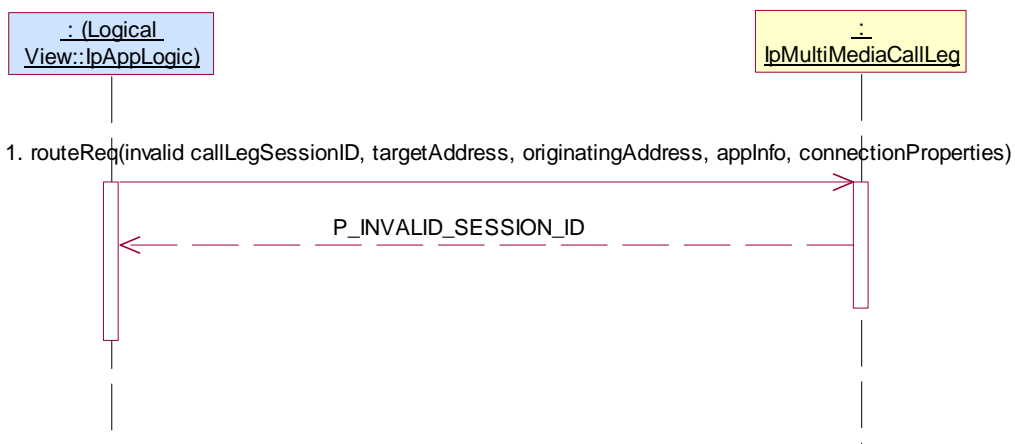 : (Logical
View::IpAppLogic)
:
IpMultiMediaCallLeg
1. routeReq(invalid callLegSessionID, targetAddress, originatingAddress, appInfo, connectionProperties)
P_INVALID_SESSION_ID